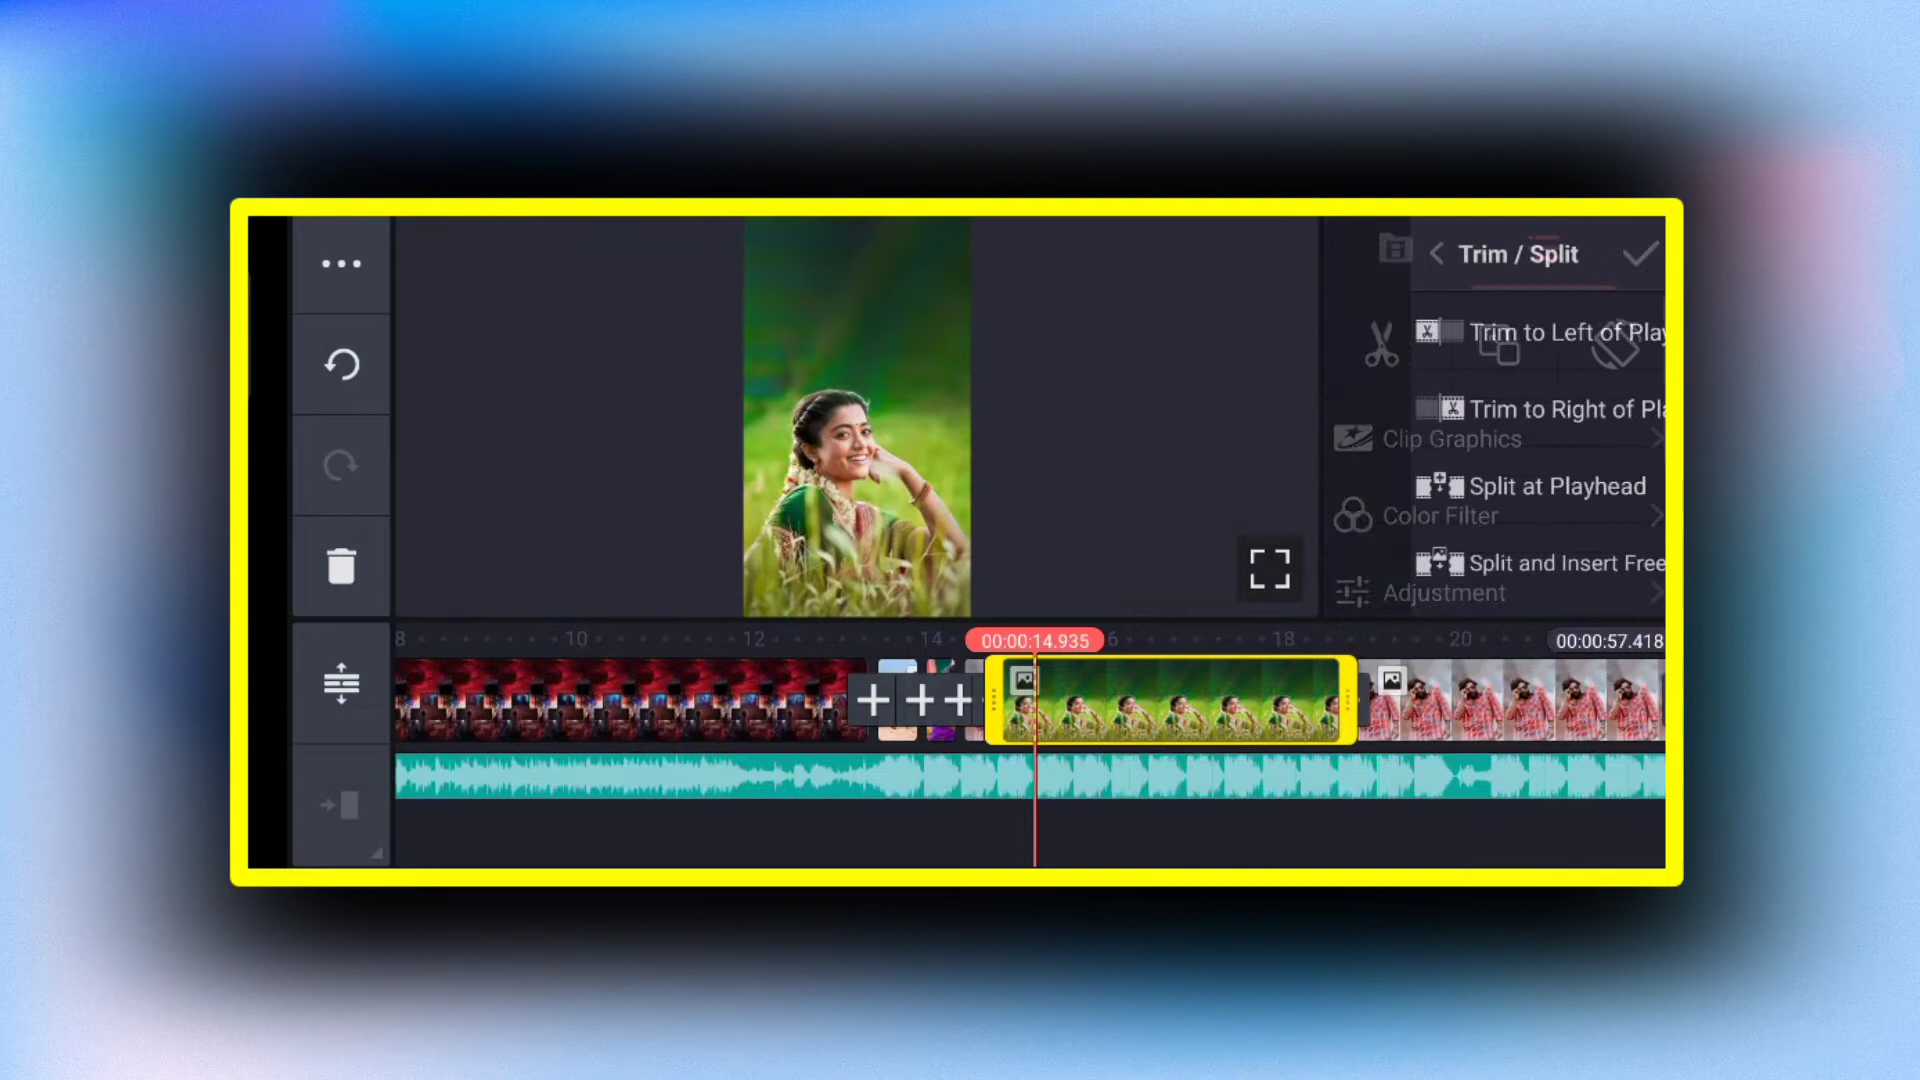 Trim / Split
Trim to Left of Play
Trim to Right of Pla
Clip Graphics
Split at Playhead
Color Filter
Split and Insert Free
Adjustment
8 10 12 14 00:00:14.935 6 18 20 00:00:57.418